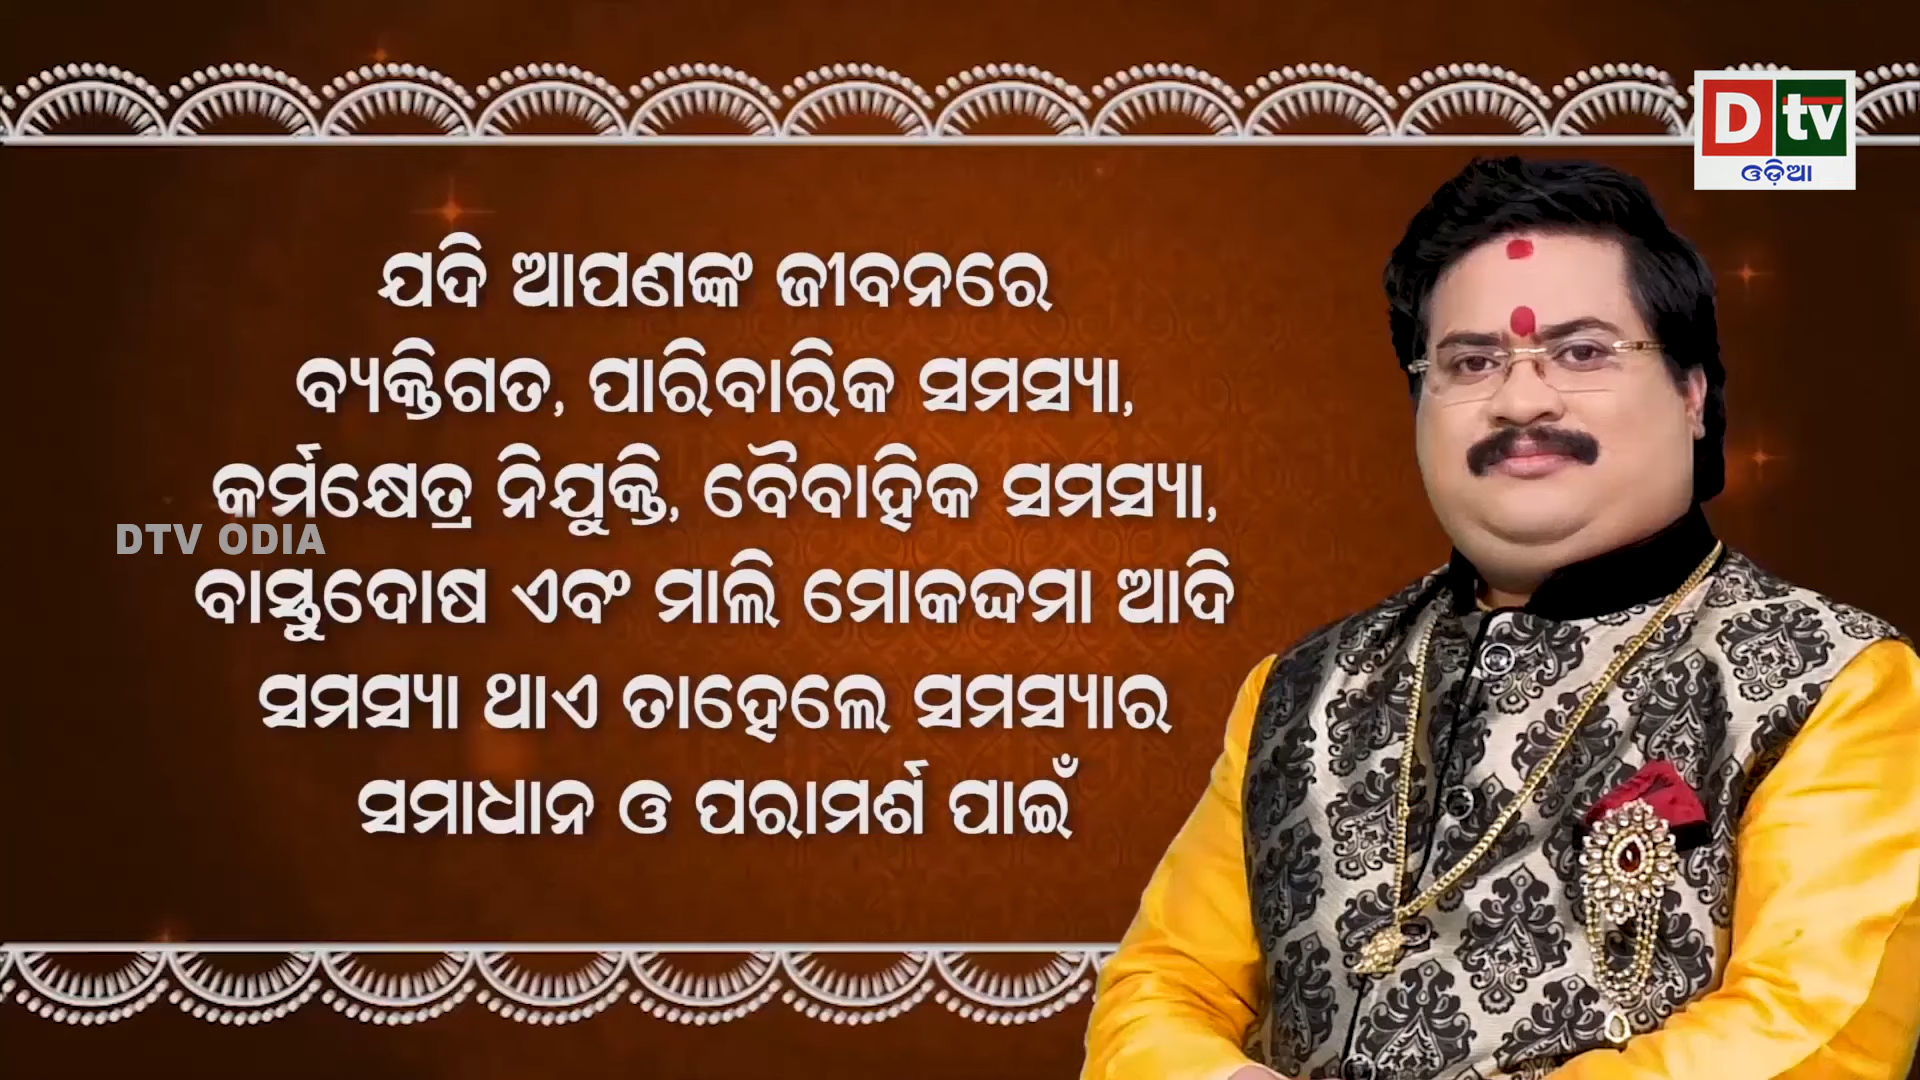 D tv
ଓଡ଼ିଆ
ଯଦି ଆପଣଙ୍କ ଜୀବନରେ
ବ୍ୟକ୍ତିଗତ, ପାରିବାରିକ ସମସ୍ୟା,
କର୍ମକ୍ଷେତ୍ର ନିଯୁକ୍ତି, ବୈବାହିକ ସମସ୍ୟା,
DTV ODIA
ବାସ୍ତୁଦୋଷ ଏବଂ ମାଲି ମୋକଦ୍ଦମା ଆଦି
ସମସ୍ୟା ଥାଏ ତାହେଲେ ସମସ୍ୟାର
ସମାଧାନ ଓ ପରାମର୍ଶ ପାଇଁ